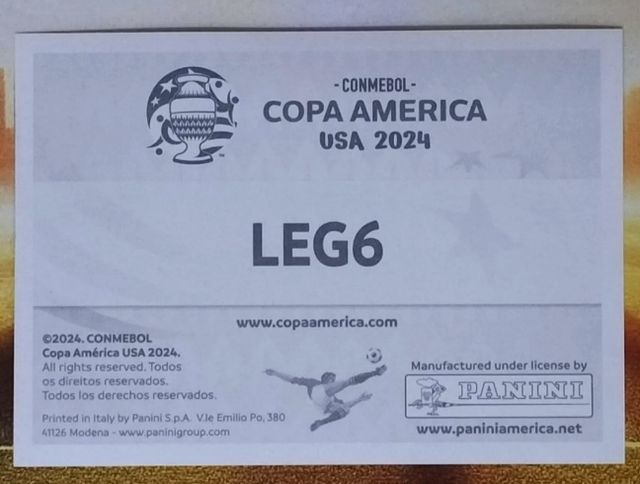 - CONMEBOL -
COPA AMERICA
USA 2024
TM
LEG6
www.copaamerica.com
©2024. CONMEBOL
Copa América USA 2024.
All rights reserved. Todos
os direitos reservados.
Todos los derechos reservados.
Printed in Italy by Panini S.p.A. V.le Emilio Po, 380
41126 Modena - www.paninigroup.com
Manufactured under license by
PANINI
www.paniniamerica.net